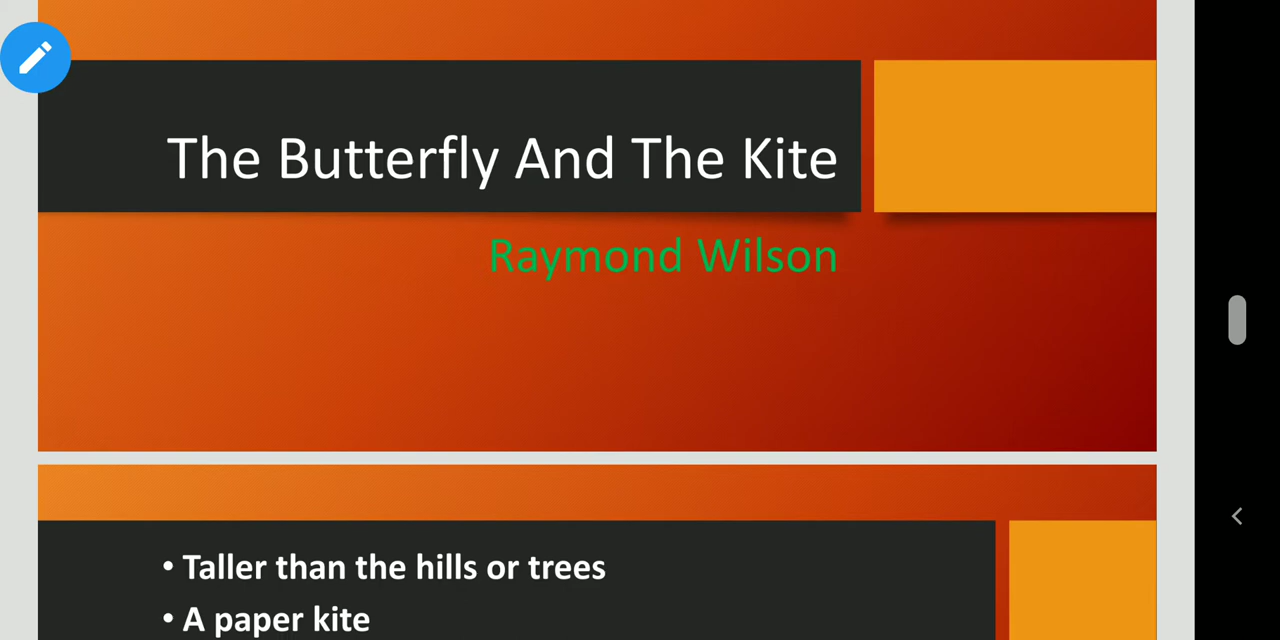 The Butterfly And The Kite
Raymond Wilson
• Taller than the hills or trees
• A paper kite